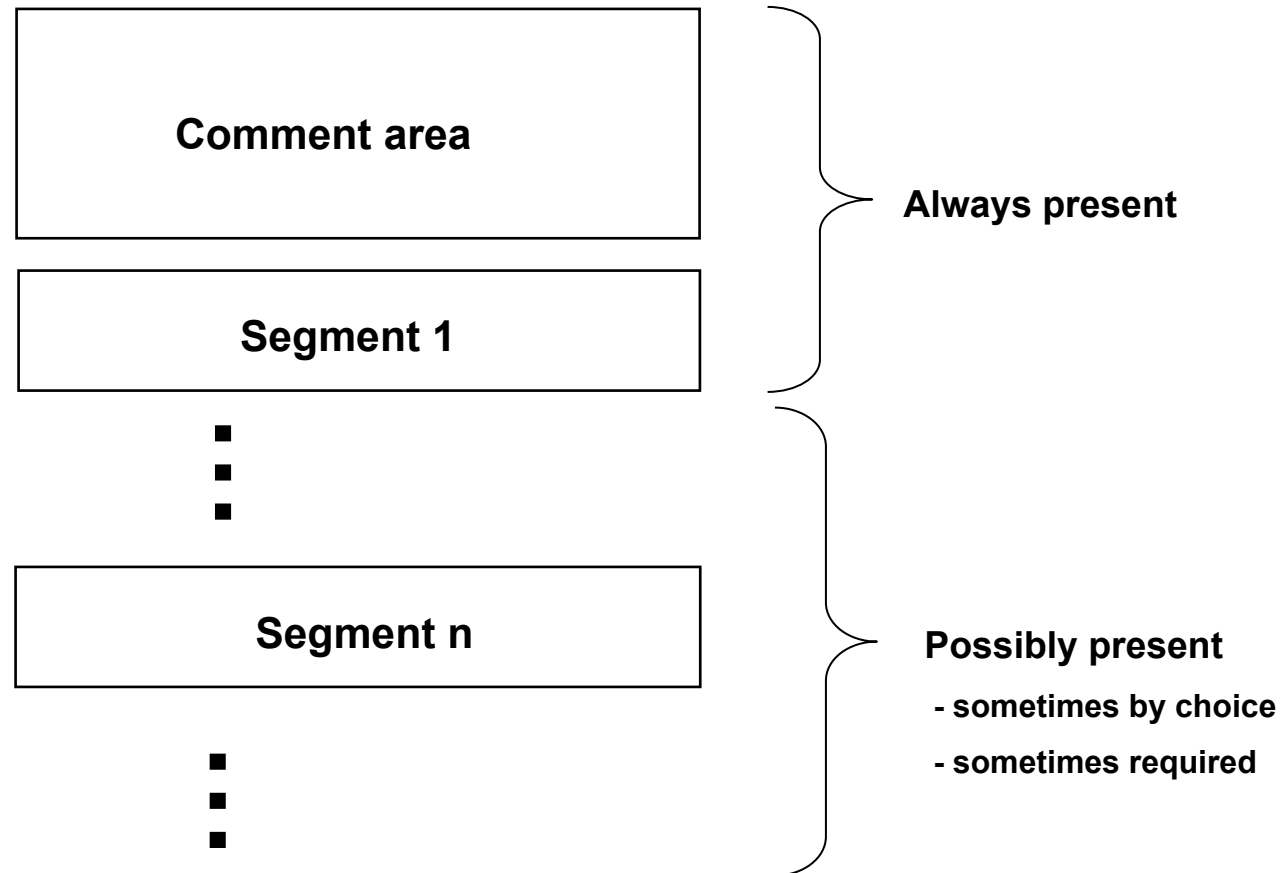 Comment area
Always present
Segment 1
Segment n
Possibly present
- sometimes by choice
- sometimes required